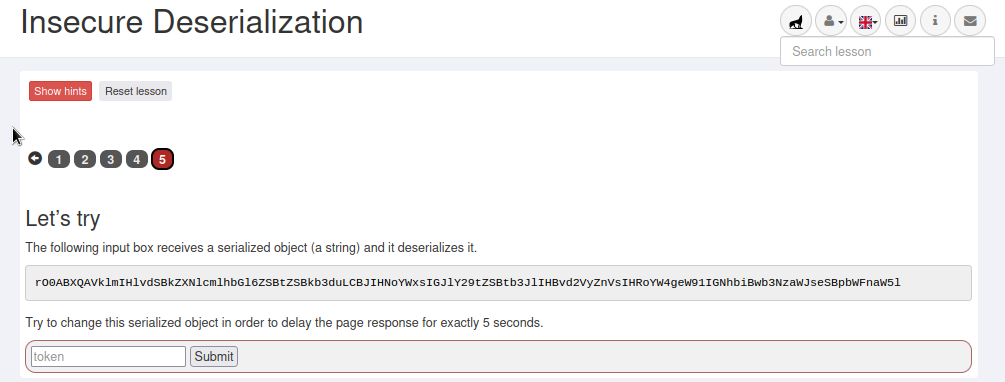 Insecure Deserialization
Search lesson
Show hints Reset lesson
1 2 3 4 5
Let's try
The following input box receives a serialized object (a string) and it deserializes it.
rO0ABXQAVklmIHlvdSBkZXNlcmlhbGl6ZSBtZSBkb3duLCBJIHNoYWxsIGJlY29tZSBtb3JlIHBvd2VyZnVsIHRoYW4geW91IGNhbiBwb3NzaWJseSBpbWFnaW5l
Try to change this serialized object in order to delay the page response for exactly 5 seconds.
token Submit